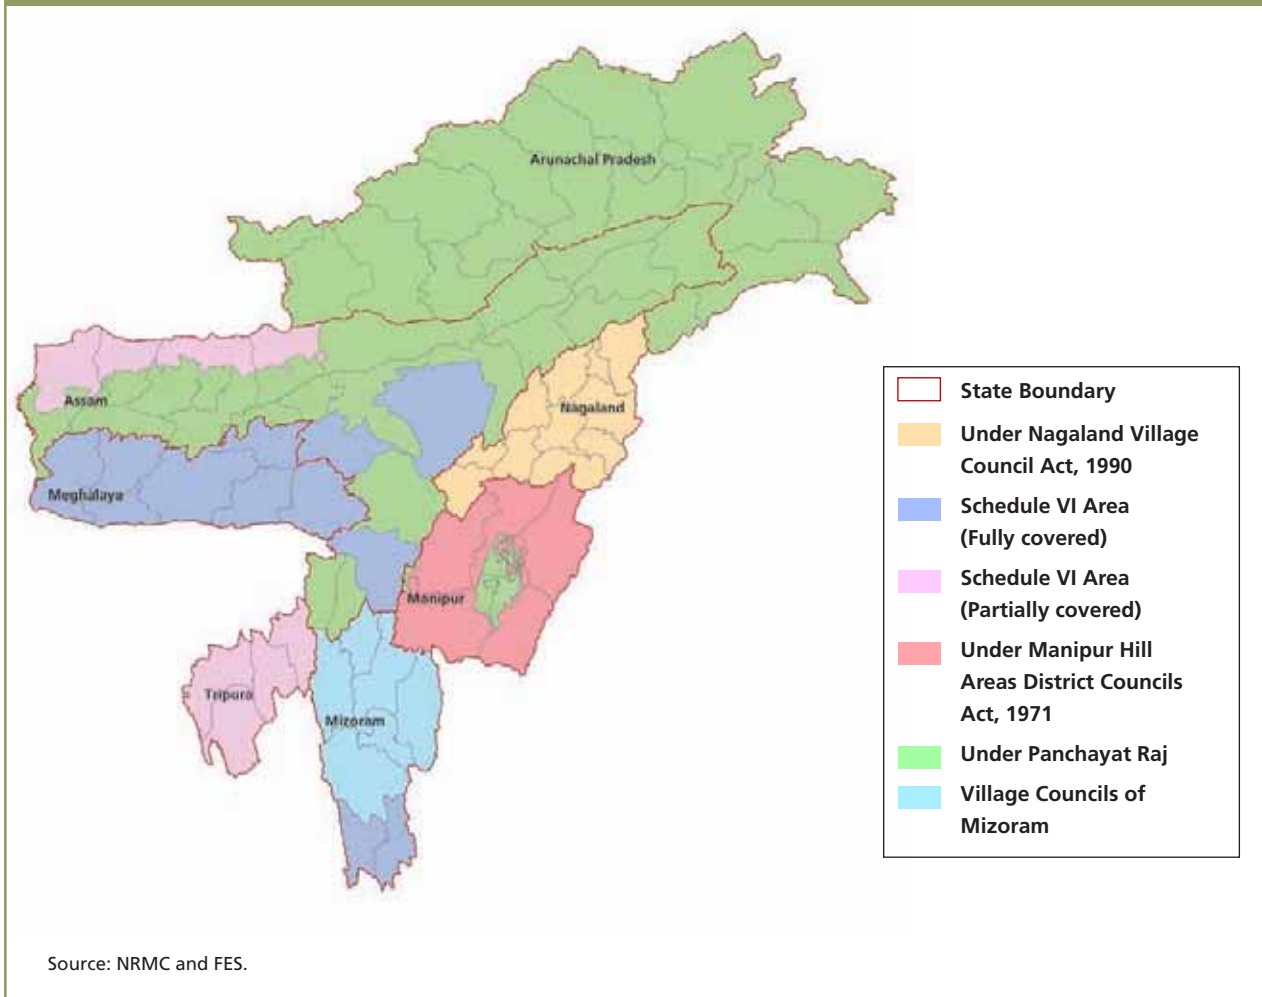 Arunachal Pradesh
Assam
Nagaland
Meghalaya
Manipur
Tripura
Mizoram
State Boundary
Under Nagaland Village
Council Act, 1990
Schedule VI Area
(Fully covered)
Schedule VI Area
(Partially covered)
Under Manipur Hill
Areas District Councils
Act, 1971
Under Panchayat Raj
Village Councils of
Mizoram
Source: NRMC and FES.